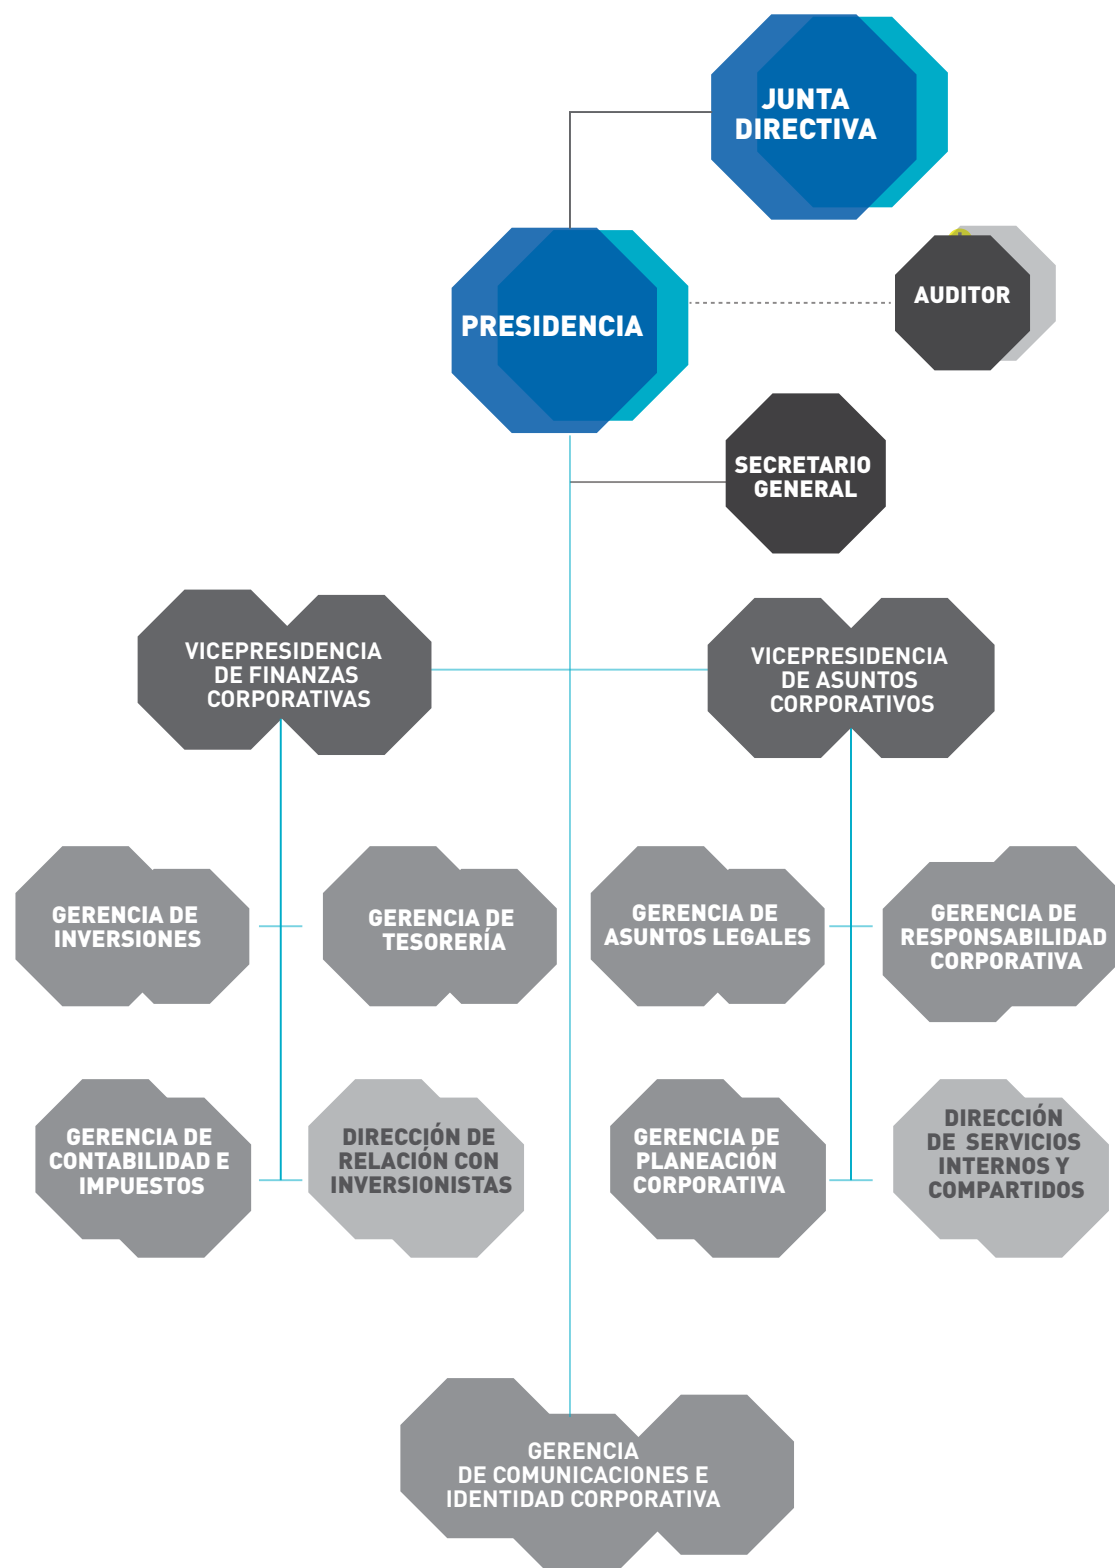 JUNTA
DIRECTIVA
AUDITOR
PRESIDENCIA
SECRETARIO
GENERAL
VICEPRESIDENCIA
DE FINANZAS
CORPORATIVAS
VICEPRESIDENCIA
DE ASUNTOS
CORPORATIVOS
GERENCIA DE
INVERSIONES
GERENCIA DE
TESORERÍA
GERENCIA DE
ASUNTOS LEGALES
GERENCIA DE
RESPONSABILIDAD
CORPORATIVA
GERENCIA DE
CONTABILIDAD E
IMPUESTOS
DIRECCIÓN DE
RELACIÓN CON
INVERSIONISTAS
GERENCIA DE
PLANEACIÓN
CORPORATIVA
DIRECCIÓN
DE SERVICIOS
INTERNOS Y
COMPARTIDOS
GERENCIA
DE COMUNICACIONES E
IDENTIDAD CORPORATIVA